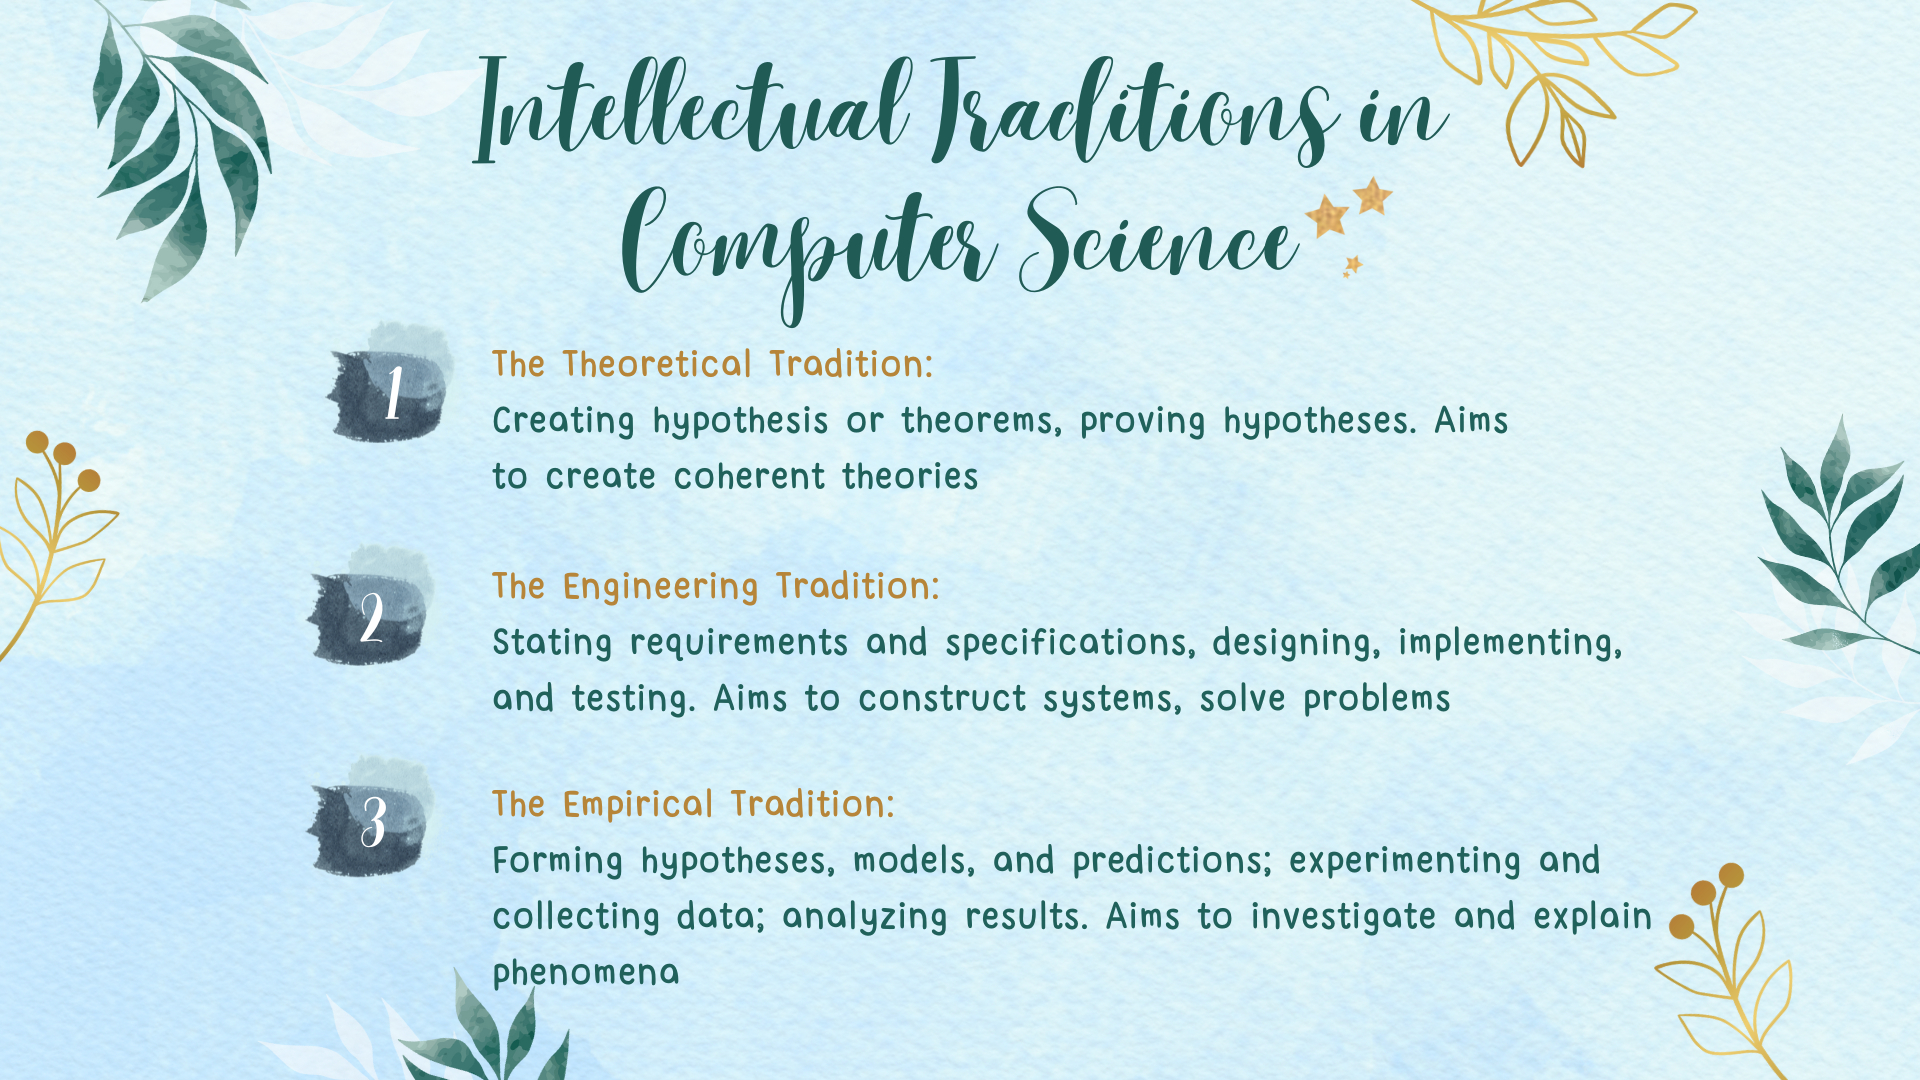 Intellectual Traditions in
Computer Science
1
The Theoretical Tradition:
Creating hypothesis or theorems, proving hypotheses. Aims
to create coherent theories
2
The Engineering Tradition:
Stating requirements and specifications, designing, implementing,
and testing. Aims to construct systems, solve problems
3
The Empirical Tradition:
Forming hypotheses, models, and predictions; experimenting and
collecting data; analyzing results. Aims to investigate and explain
phenomena